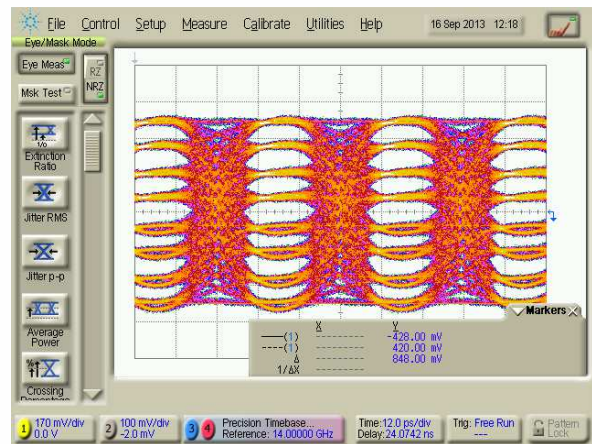 File Control Setup Measure Calibrate Utilities Help 16 Sep 2013 12:18
Eye/Mask Mode
Eye Meas
RZ
NRZ
Msk Test
1/0
Extinction
Ratio
Jitter RMS
Jitter p-p
Average
Power
Crossing
Percentage
Markers
X Y
(1) --------- -428.00 mV
(1) --------- 420.00 mV
Δ --------- 848.00 mV
1/ΔX ---------
1 170 mV/div 2 100 mV/div 3 4 Precision Timebase... Time:12.0 ps/div Trig: Free Run Pattern
0.0 V -2.0 mV Reference: 14.00000 GHz Delay:24.0742 ns --- Lock